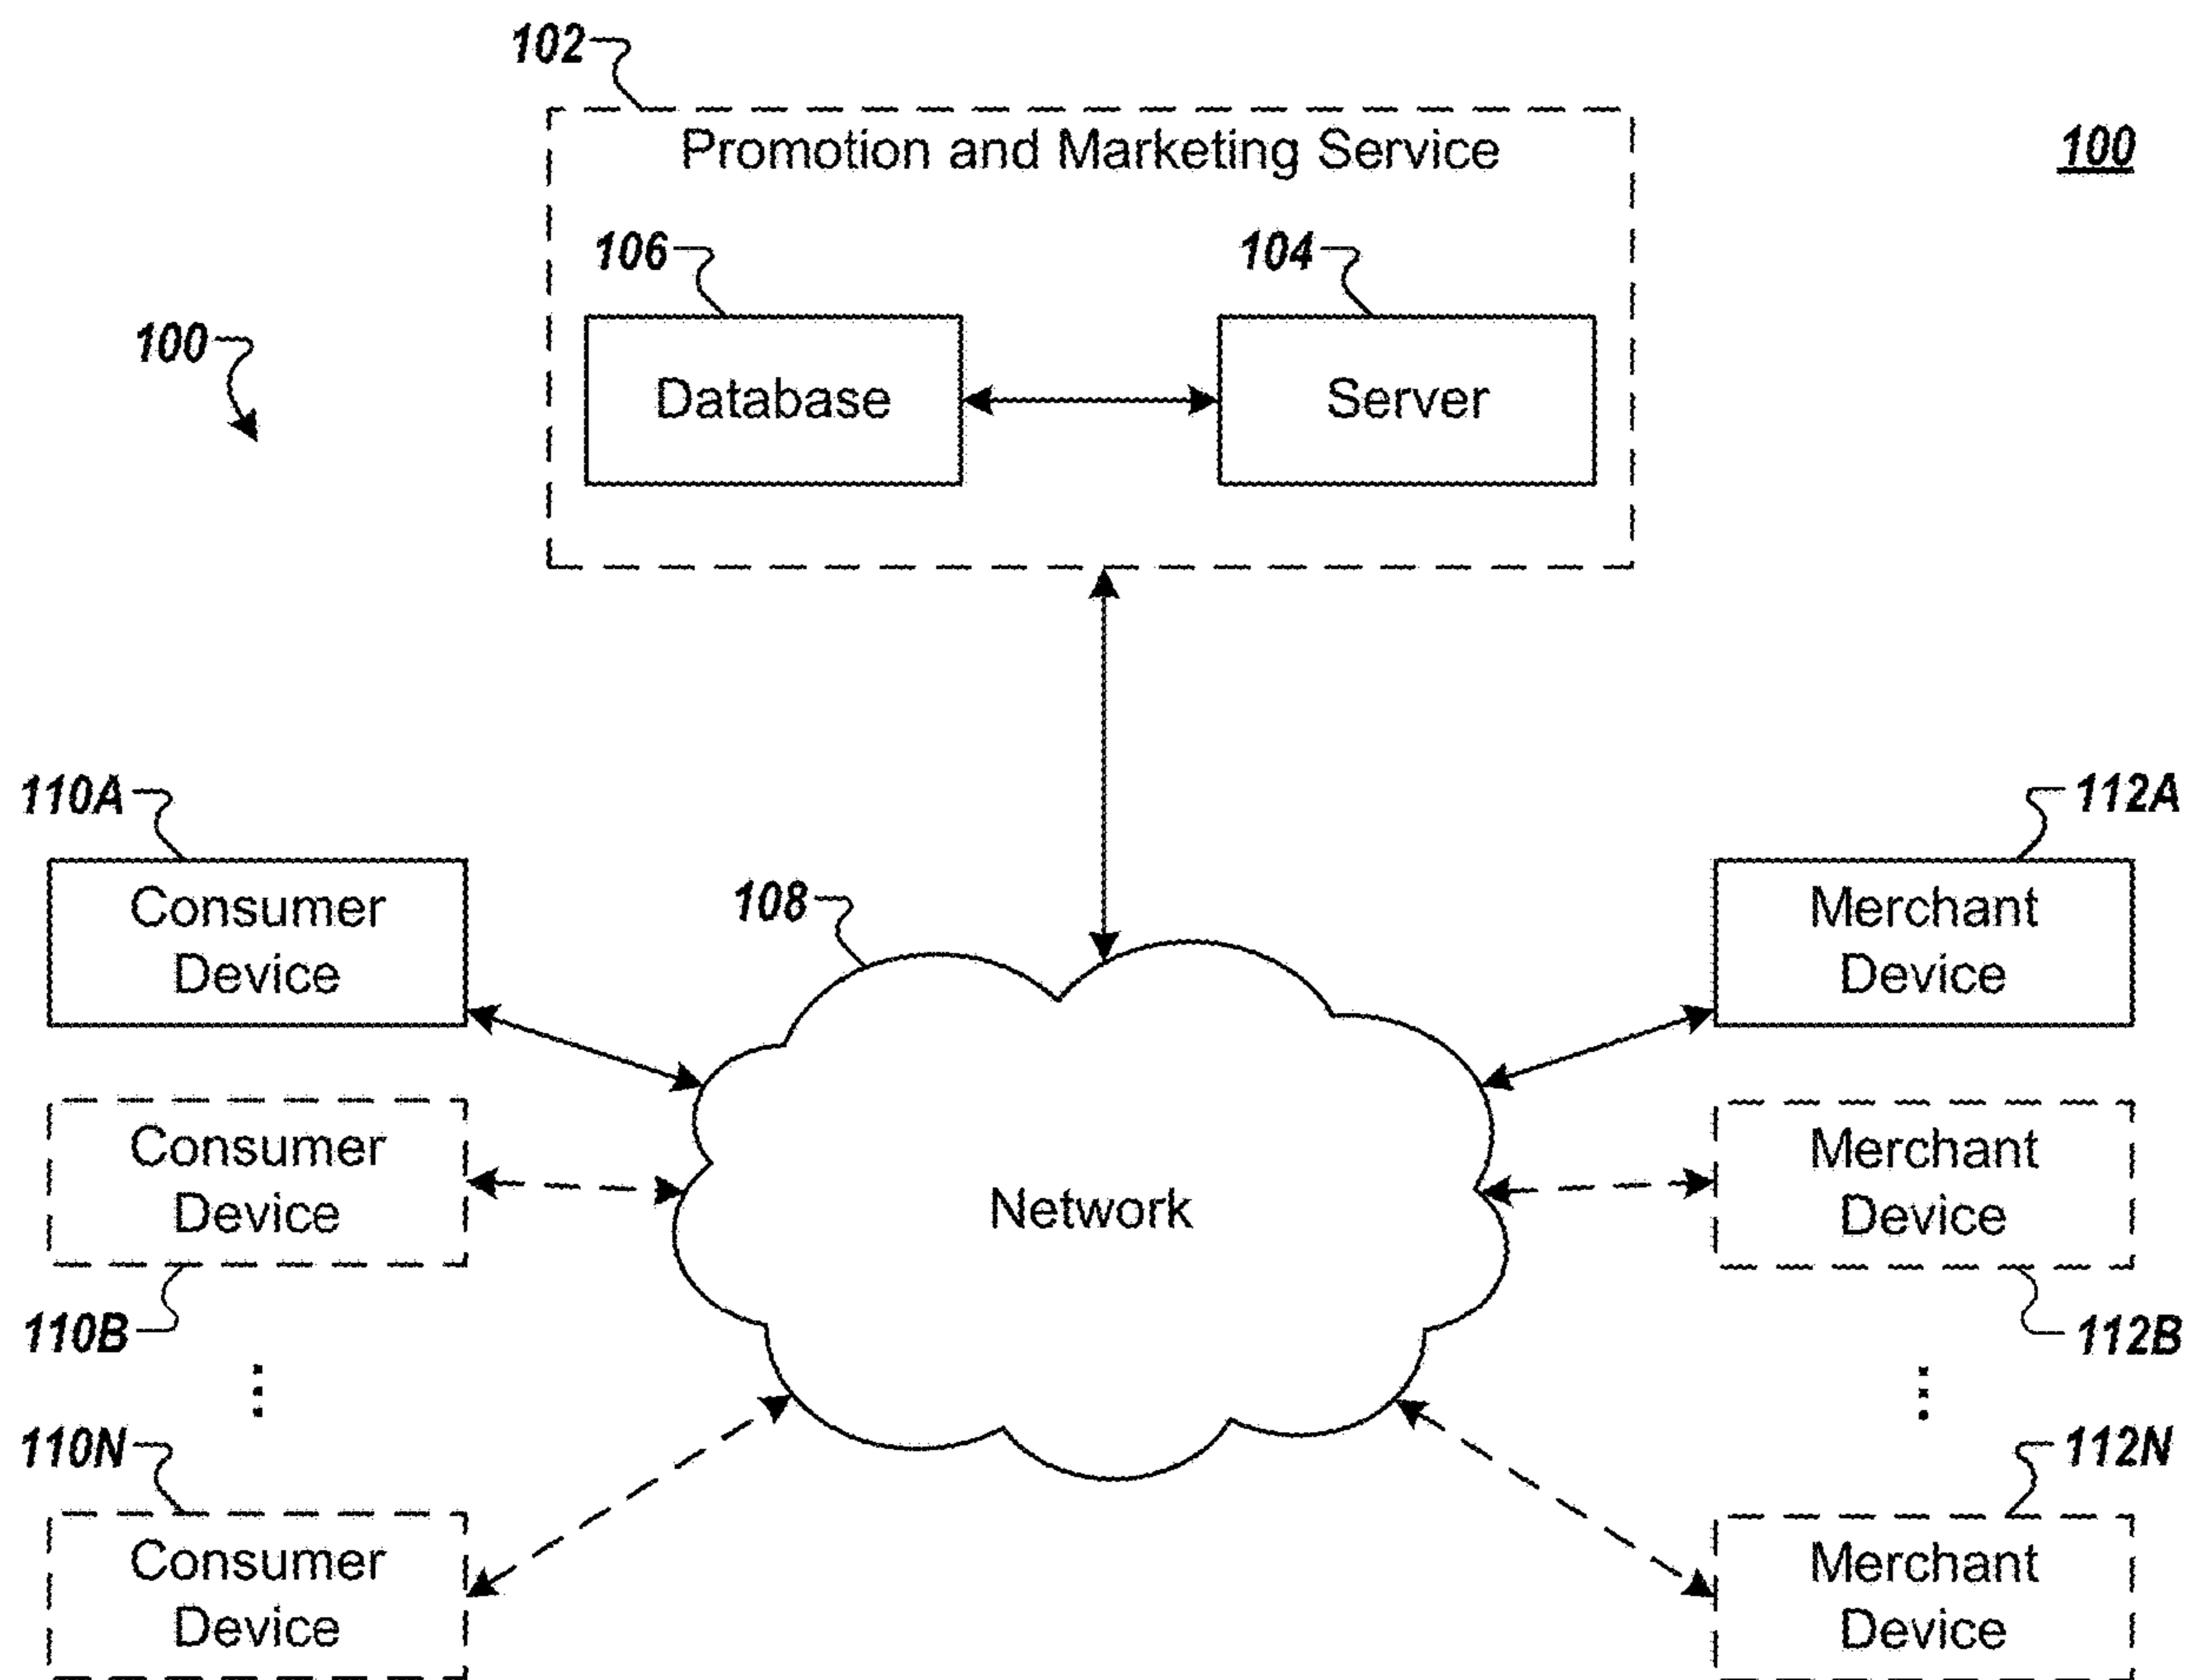 102
Promotion and Marketing Service
100
106
104
100
Database
Server
110A
112A
Consumer
Device
108
Merchant
Device
Consumer
Device
Network
Merchant
Device
110B
112B
110N
112N
Consumer
Device
Merchant
Device